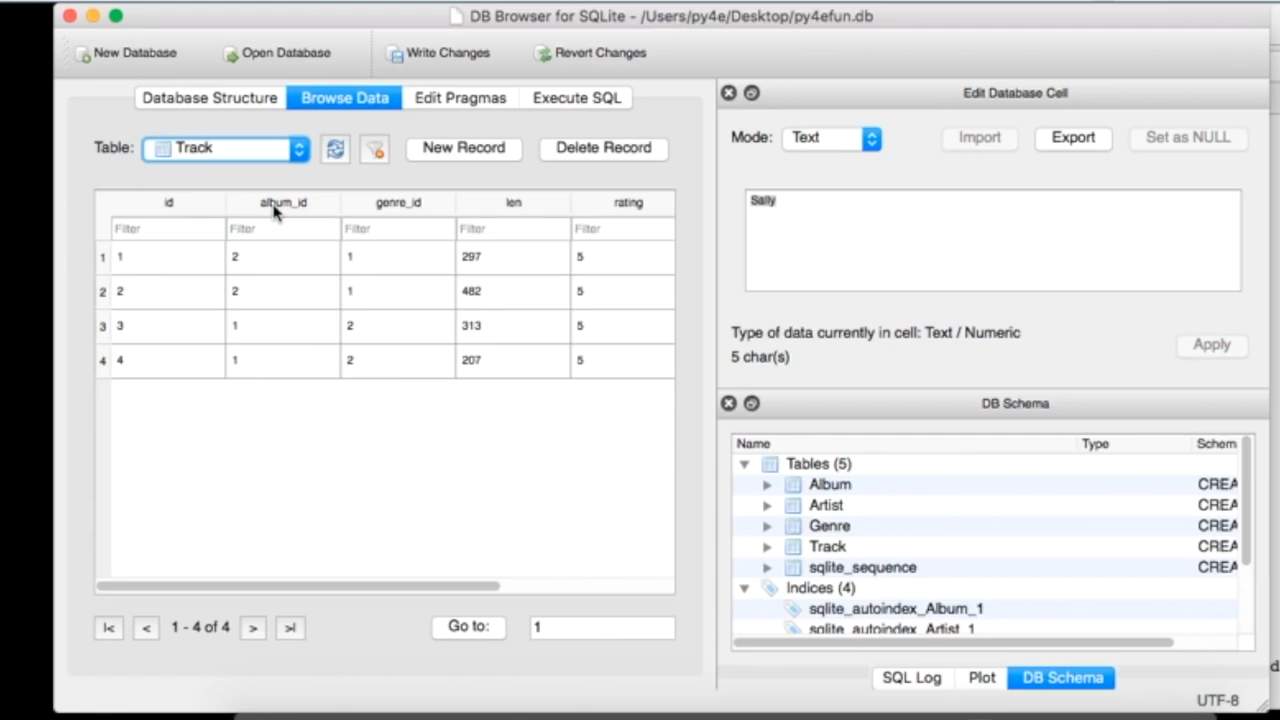 DB Browser for SQLite - /Users/py4e/Desktop/py4efun.db
New Database Open Database Write Changes Revert Changes
Database Structure Browse Data Edit Pragmas Execute SQL
Table: Track New Record Delete Record
id album_id genre_id len rating
Filter Filter Filter Filter Filter
1 1 2 1 297 5
2 2 2 1 482 5
3 3 1 2 313 5
4 4 1 2 207 5
1 - 4 of 4 Go to: 1
Edit Database Cell
Mode: Text Import Export Set as NULL
Sally
Type of data currently in cell: Text / Numeric
5 char(s)
Apply
DB Schema
Name Type Schem
Tables (5)
Album CREA
Artist CREA
Genre CREA
Track CREA
sqlite_sequence CREA
Indices (4)
sqlite_autoindex_Album_1
sqlite_autoindex_Artist_1
SQL Log Plot DB Schema
UTF-8